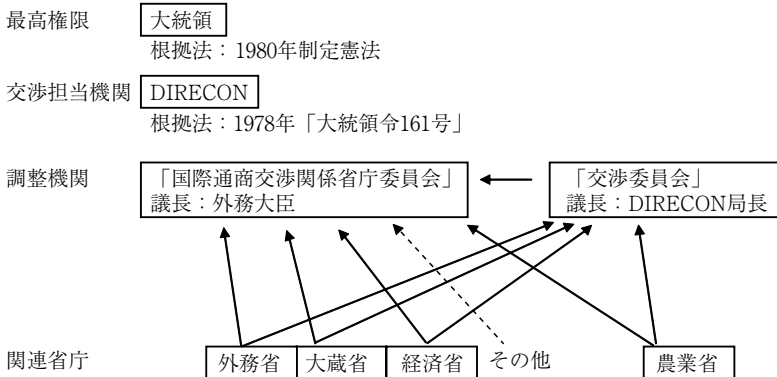 最高権限 大統領
根拠法：1980年制定憲法
交渉担当機関 DIRECON
根拠法：1978年「大統領令161号」
調整機関 「国際通商交渉関係省庁委員会」 「交渉委員会」
議長：外務大臣 議長：DIRECON局長
関連省庁 外務省 大蔵省 経済省 その他 農業省